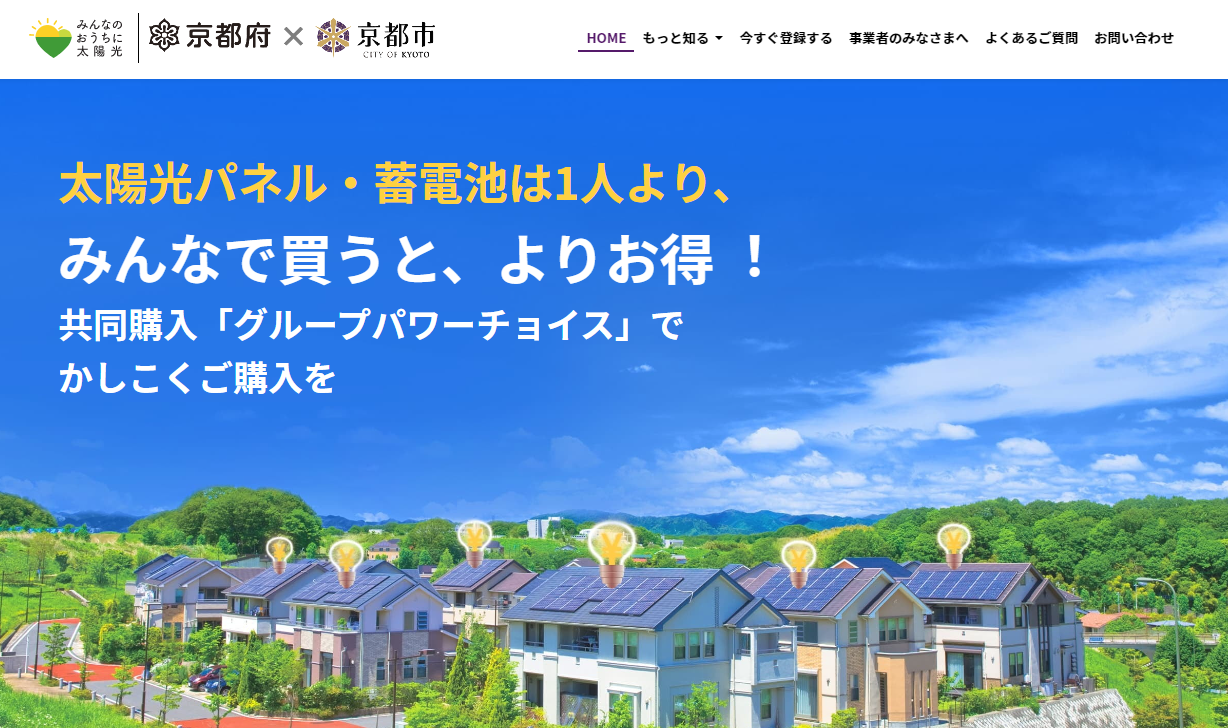 みんなの
おうちに
太陽光
京都府
×
京都市
CITY OF KYOTO
HOME
もっと知る
今すぐ登録する
事業者のみなさまへ
よくあるご質問
お問い合わせ
太陽光パネル・蓄電池は1人より、
みんなで買うと、よりお得！
共同購入「グループパワーチョイス」で
かしこくご購入を